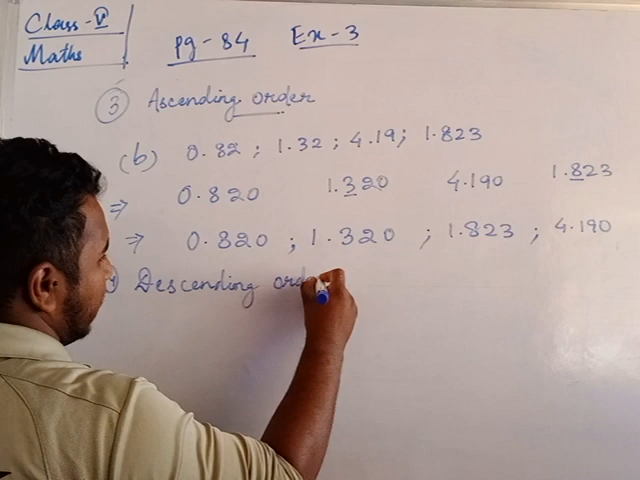 Class - V
Maths
Pg - 84 Ex - 3
3 Ascending order
(b) 0.82 ; 1.32 ; 4.19 ; 1.823
⇒ 0.820 1.320 4.190 1.823
⇒ 0.820 ; 1.320 ; 1.823 ; 4.190
Descending ord